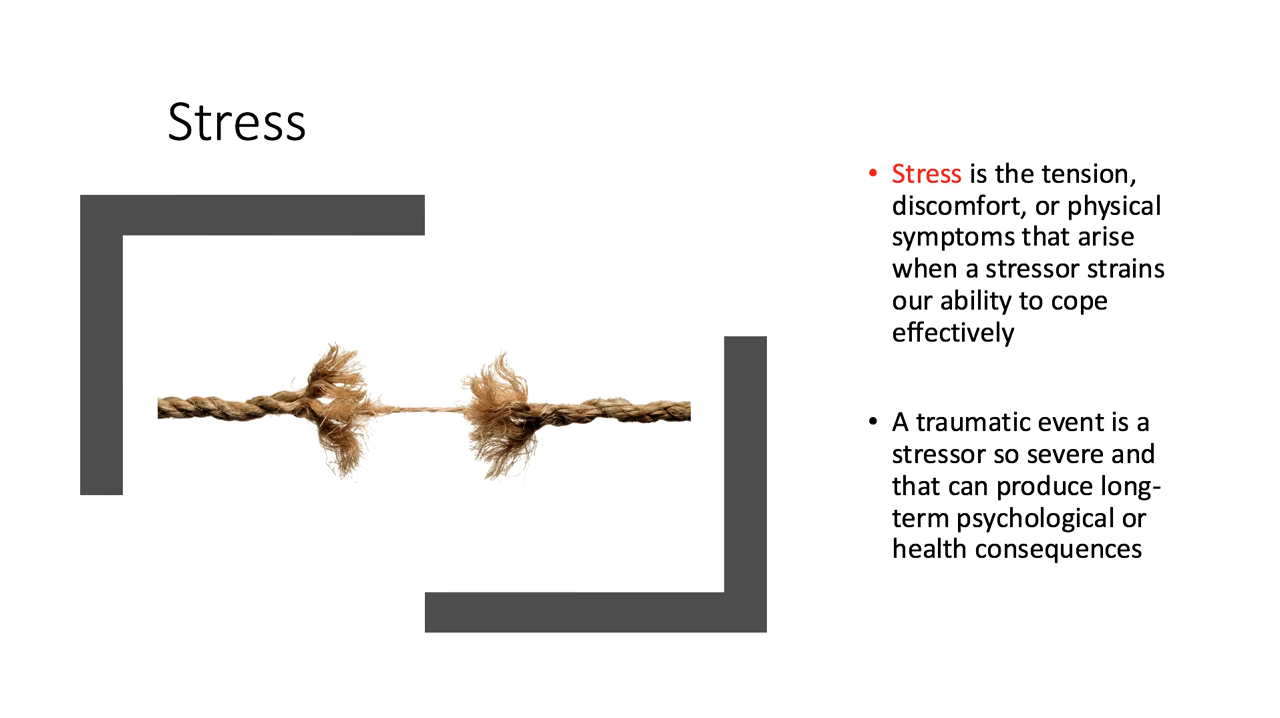 Stress
• Stress is the tension,
discomfort, or physical
symptoms that arise
when a stressor strains
our ability to cope
effectively
• A traumatic event is a
stressor so severe and
that can produce long-
term psychological or
health consequences